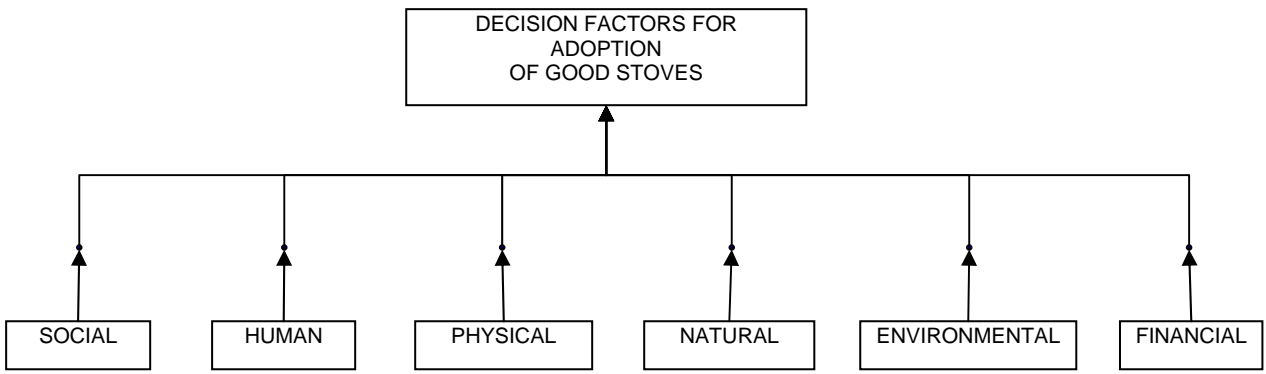 DECISION FACTORS FOR
ADOPTION
OF GOOD STOVES
SOCIAL
HUMAN
PHYSICAL
NATURAL
ENVIRONMENTAL
FINANCIAL